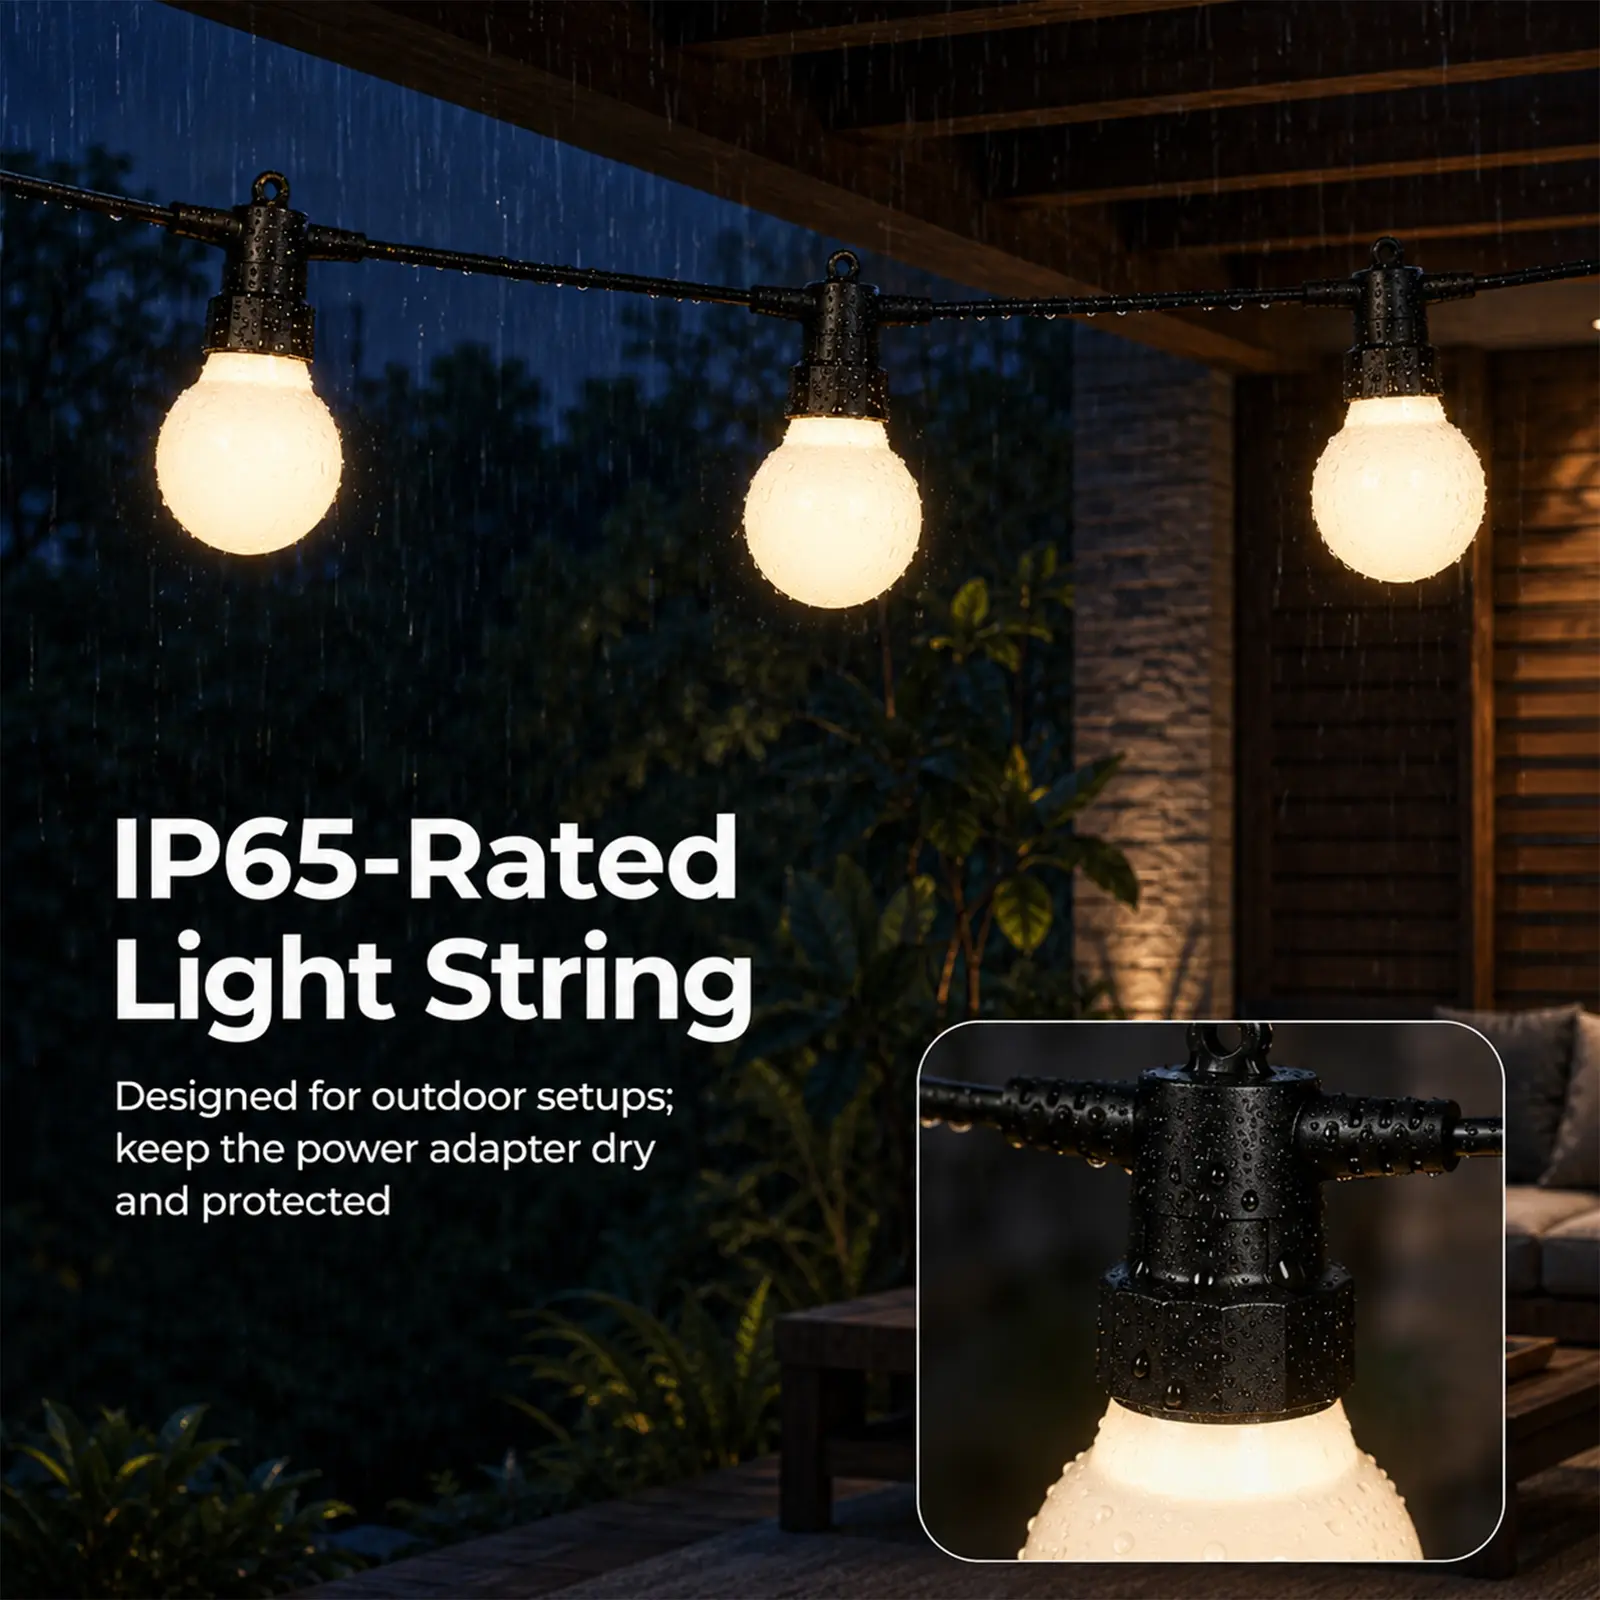 IP65-Rated
Light String
Designed for outdoor setups;
keep the power adapter dry
and protected